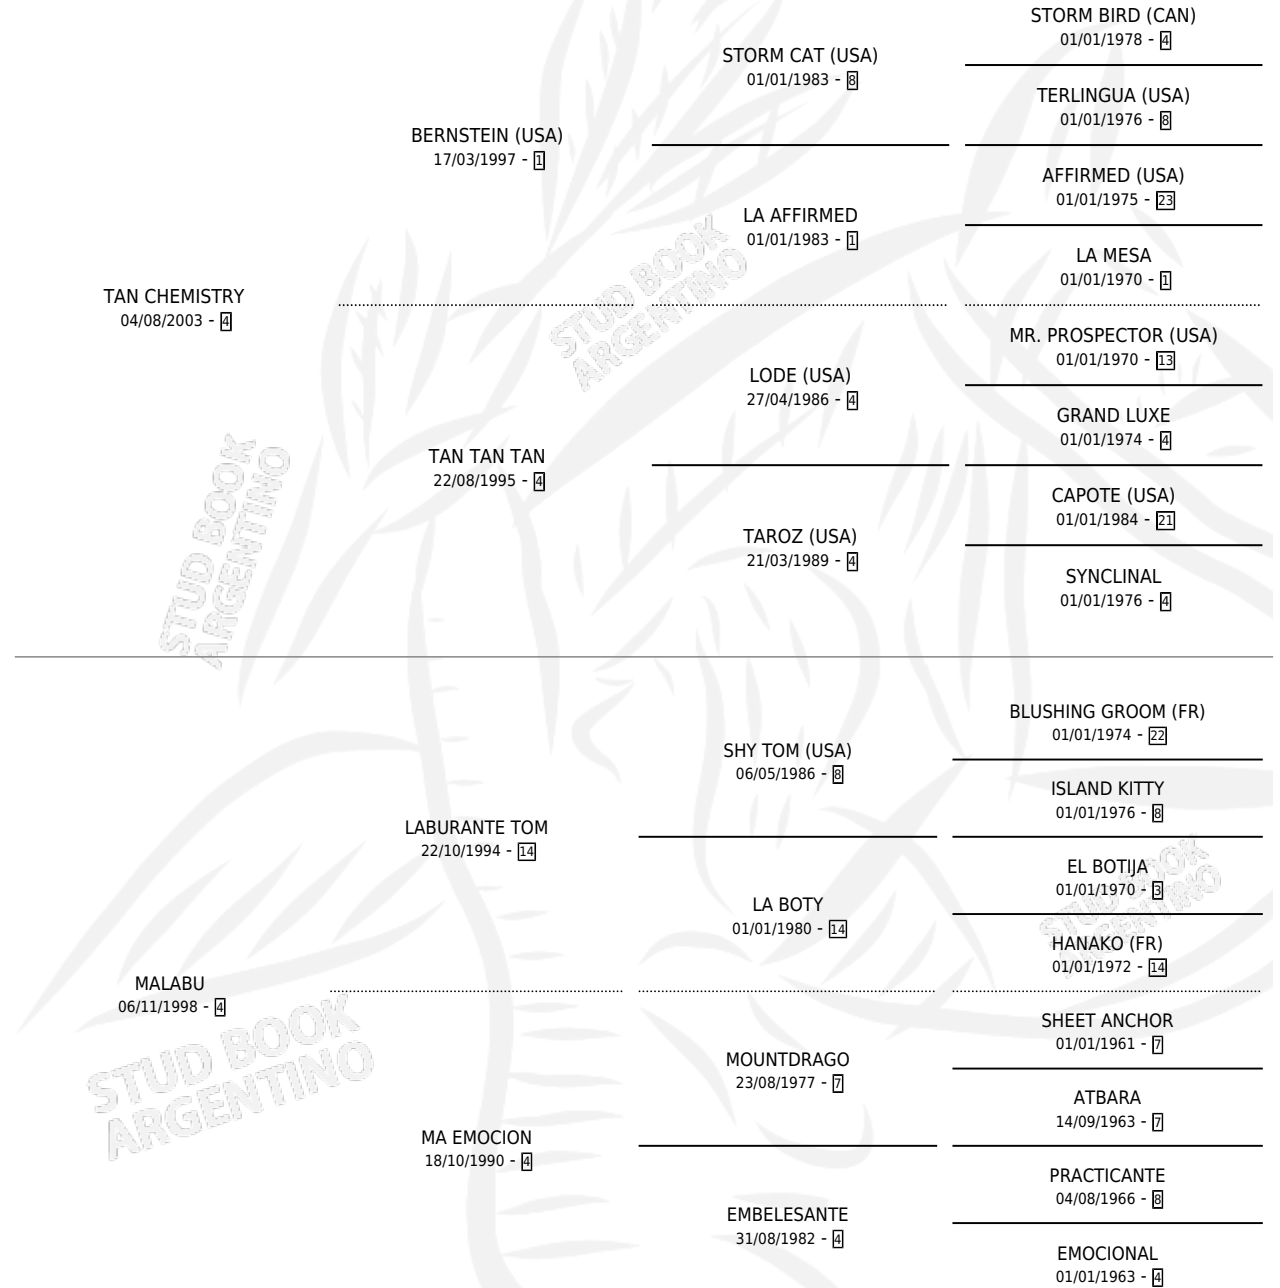 STORM BIRD (CAN)
01/01/1978 - 4
STORM CAT (USA)
01/01/1983 - 8
TERLINGUA (USA)
01/01/1976 - 8
BERNSTEIN (USA)
17/03/1997 - 1
AFFIRMED (USA)
01/01/1975 - 23
LA AFFIRMED
01/01/1983 - 1
LA MESA
01/01/1970 - 1
TAN CHEMISTRY
04/08/2003 - 4
MR. PROSPECTOR (USA)
01/01/1970 - 13
LODE (USA)
27/04/1986 - 4
GRAND LUXE
01/01/1974 - 4
TAN TAN TAN
22/08/1995 - 4
CAPOTE (USA)
01/01/1984 - 21
TAROZ (USA)
21/03/1989 - 4
SYNCLINAL
01/01/1976 - 4
BLUSHING GROOM (FR)
01/01/1974 - 22
SHY TOM (USA)
06/05/1986 - 8
ISLAND KITTY
01/01/1976 - 8
LABURANTE TOM
22/10/1994 - 14
EL BOTIJA
01/01/1970 - 3
LA BOTY
01/01/1980 - 14
HANAKO (FR)
01/01/1972 - 14
MALABU
06/11/1998 - 4
SHEET ANCHOR
01/01/1961 - 7
MOUNTDRAGO
23/08/1977 - 7
ATBARA
14/09/1963 - 7
MA EMOCION
18/10/1990 - 4
PRACTICANTE
04/08/1966 - 8
EMBELESANTE
31/08/1982 - 4
EMOCIONAL
01/01/1963 - 4
STUD BOOK
ARGENTINO
STUD BOOK
ARGENTINO
STUD BOOK
ARGENTINO
STUD BOOK
ARGENTINO